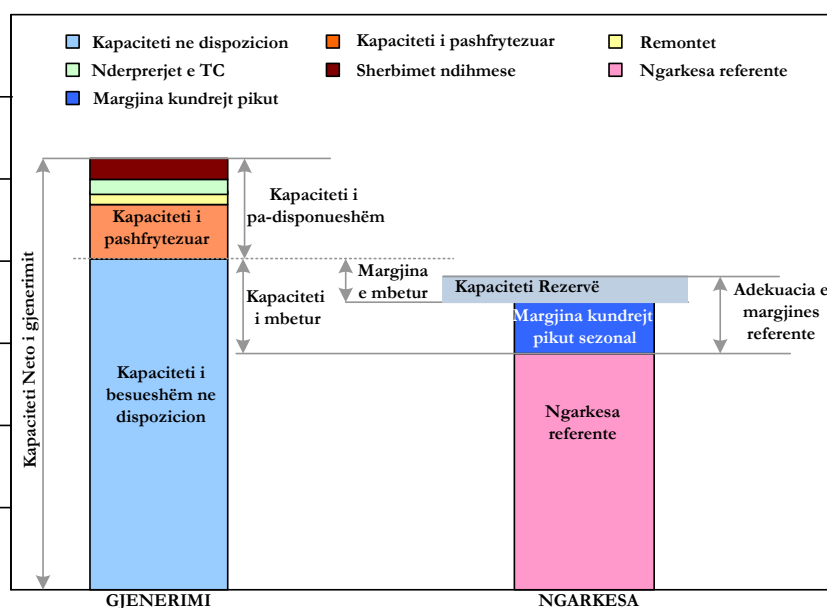 Kapaciteti ne dispozicion
Kapaciteti i pashfrytezuar
Remontet
Nderprerjet e TC
Sherbimet ndihmese
Ngarkesa referente
Margjina kundrejt pikut
Kapaciteti Neto i gjenerimit
Kapaciteti i
pashfrytezuar
Kapaciteti i
pa-disponueshëm
Kapaciteti i
besueshëm ne
dispozicion
Kapaciteti
i mbetur
Margjina
e mbetur
Kapaciteti Rezervë
Margjina kundrejt
pikut sezonal
Ngarkesa
referente
Adekuacia e
margjines
referente
GJENERIMI
NGARKESA